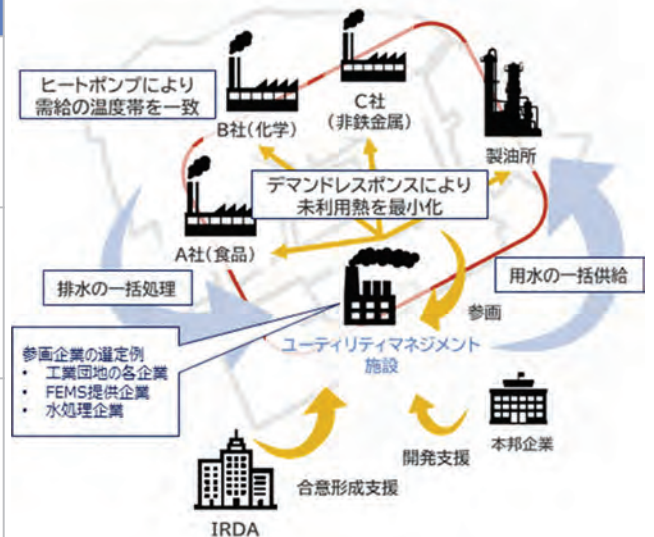 ヒートポンプにより
需給の温度帯を一致
B社(化学)
C社
(非鉄金属)
製油所
デマンドレスポンスにより
未利用熱を最小化
A社(食品)
排水の一括処理
用水の一括供給
参画
ユーティリティマネジメント
施設
参画企業の選定例
• 工業団地の各企業
• FEMS提供企業
• 水処理企業
本邦企業
開発支援
合意形成支援
IRDA